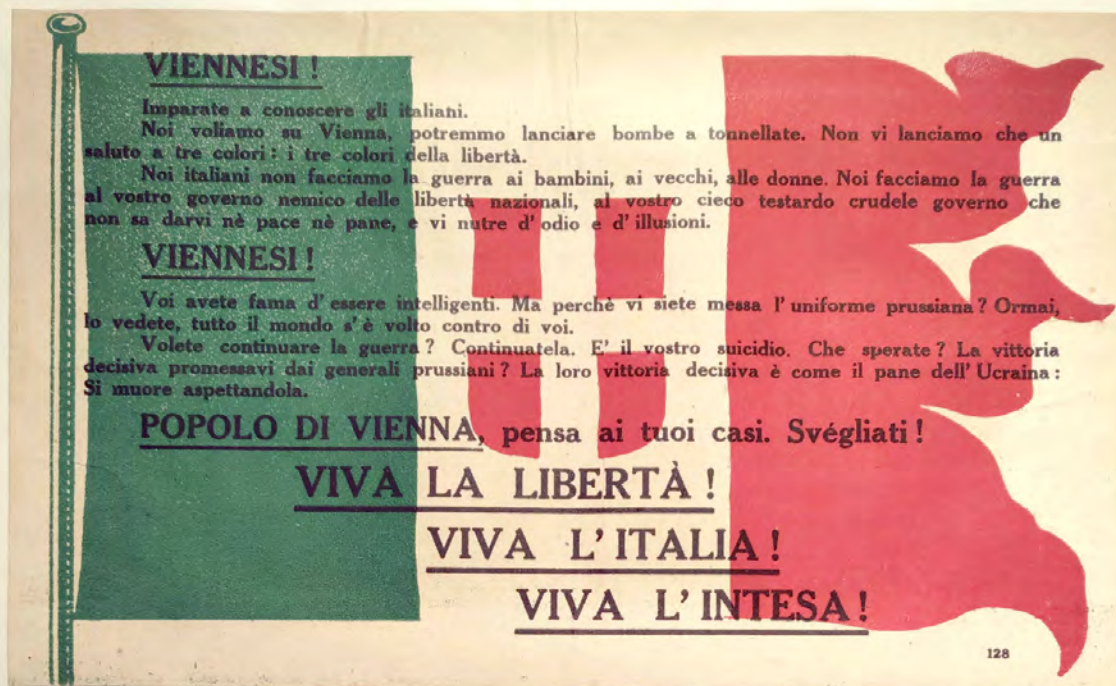 VIENNESI !
Imparate a conoscere gli italiani.
Noi voliamo su Vienna, potremmo lanciare bombe a tonnellate. Non vi lanciamo che un
saluto a tre colori : i tre colori della libertà.
Noi italiani non facciamo la guerra ai bambini, ai vecchi, alle donne. Noi facciamo la guerra
al vostro governo nemico delle libertà nazionali, al vostro cieco testardo crudele governo che
non sa darvi nè pace nè pane, e vi nutre d' odio e d' illusioni.
VIENNESI !
Voi avete fama d' essere intelligenti. Ma perchè vi siete messa l' uniforme prussiana ? Ormai,
lo vedete, tutto il mondo s' è volto contro di voi.
Volete continuare la guerra ? Continuatela. E' il vostro suicidio. Che sperate ? La vittoria
decisiva promessavi dai generali prussiani ? La loro vittoria decisiva è come il pane dell' Ucraina :
Si muore aspettandola.
POPOLO DI VIENNA, pensa ai tuoi casi. Svégliati !
VIVA LA LIBERTÀ !
VIVA L'ITALIA !
VIVA L'INTESA !
128